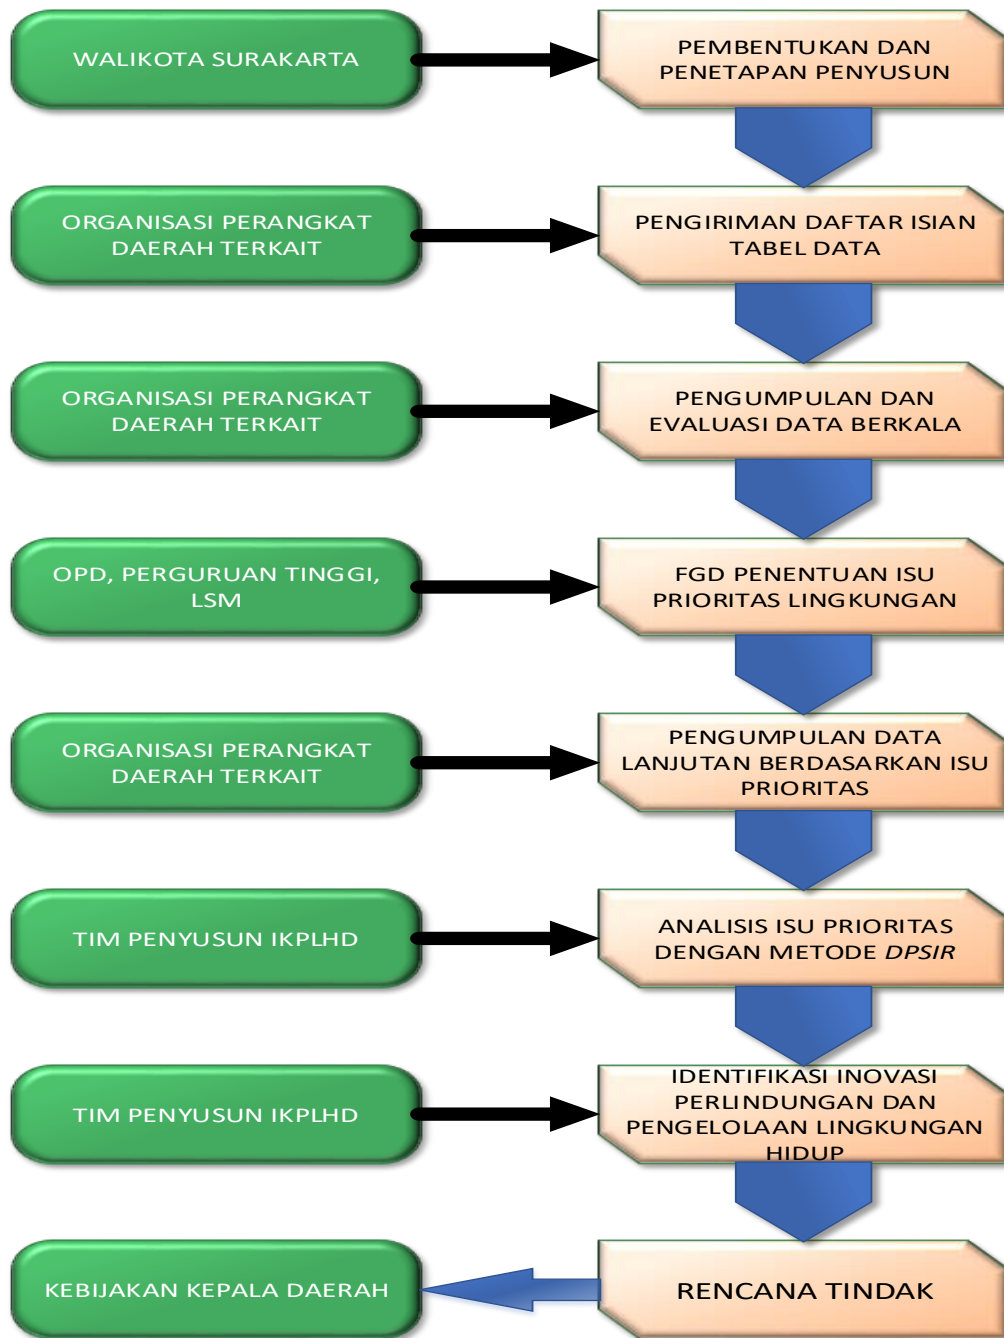 WALIKOTA SURAKARTA
PEMBENTUKAN DAN
PENETAPAN PENYUSUN
ORGANISASI PERANGKAT
DAERAH TERKAIT
PENGIRIMAN DAFTAR ISIAN
TABEL DATA
ORGANISASI PERANGKAT
DAERAH TERKAIT
PENGUMPULAN DAN
EVALUASI DATA BERKALA
OPD, PERGURUAN TINGGI,
LSM
FGD PENENTUAN ISU
PRIORITAS LINGKUNGAN
ORGANISASI PERANGKAT
DAERAH TERKAIT
PENGUMPULAN DATA
LANJUTAN BERDASARKAN ISU
PRIORITAS
TIM PENYUSUN IKPLHD
ANALISIS ISU PRIORITAS
DENGAN METODE DPSIR
TIM PENYUSUN IKPLHD
IDENTIFIKASI INOVASI
PERLINDUNGAN DAN
PENGELOLAAN LINGKUNGAN
HIDUP
KEBIJAKAN KEPALA DAERAH
RENCANA TINDAK